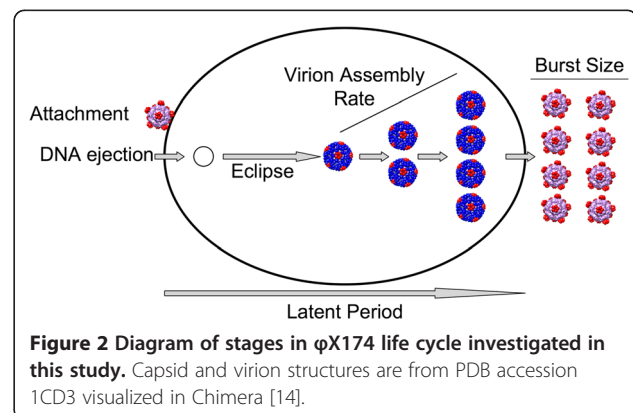 Virion Assembly
Rate
Burst Size
Attachment
DNA ejection
Eclipse
Latent Period
Figure 2 Diagram of stages in φX174 life cycle investigated in
this study. Capsid and virion structures are from PDB accession
1CD3 visualized in Chimera [14].